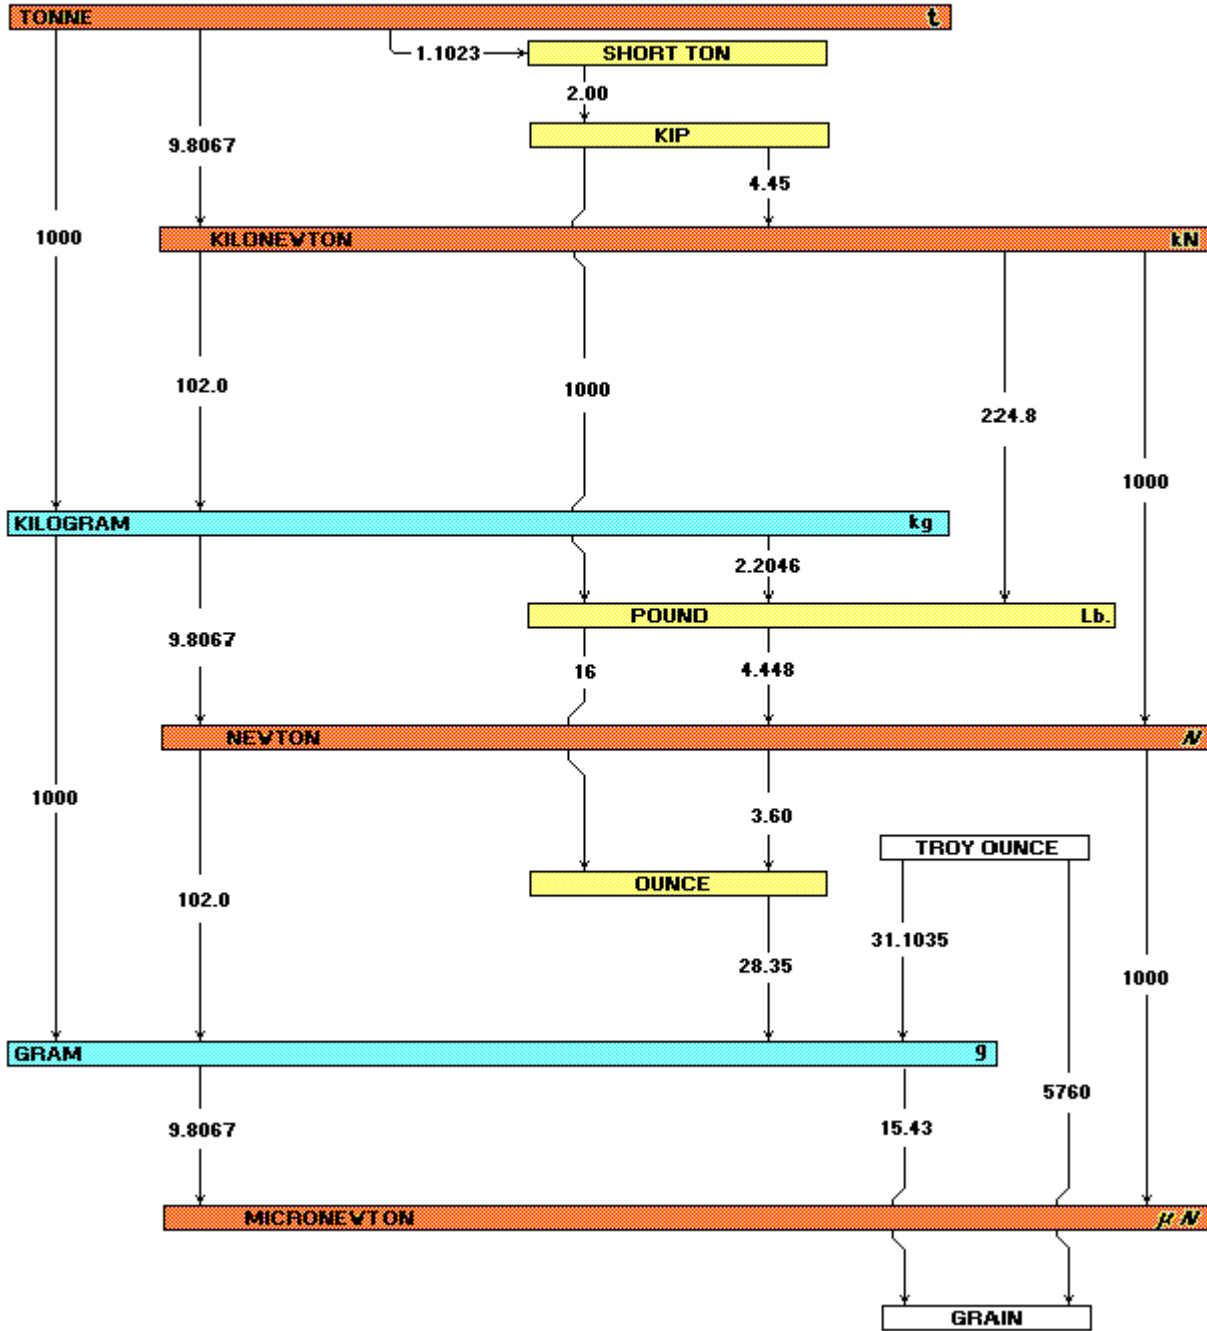 TONNE t
1.1023 SHORT TON
2.00
KIP
9.8067
4.45
1000
KILONEWTON kN
102.0
1000
224.8
1000
KILOGRAM kg
2.2046
POUND Lb.
9.8067
16
4.448
NEWTON N
1000
3.60
TROY OUNCE
OUNCE
102.0
31.1035
28.35
1000
GRAM g
5760
9.8067
15.43
MICRONEWTON µ N
GRAIN